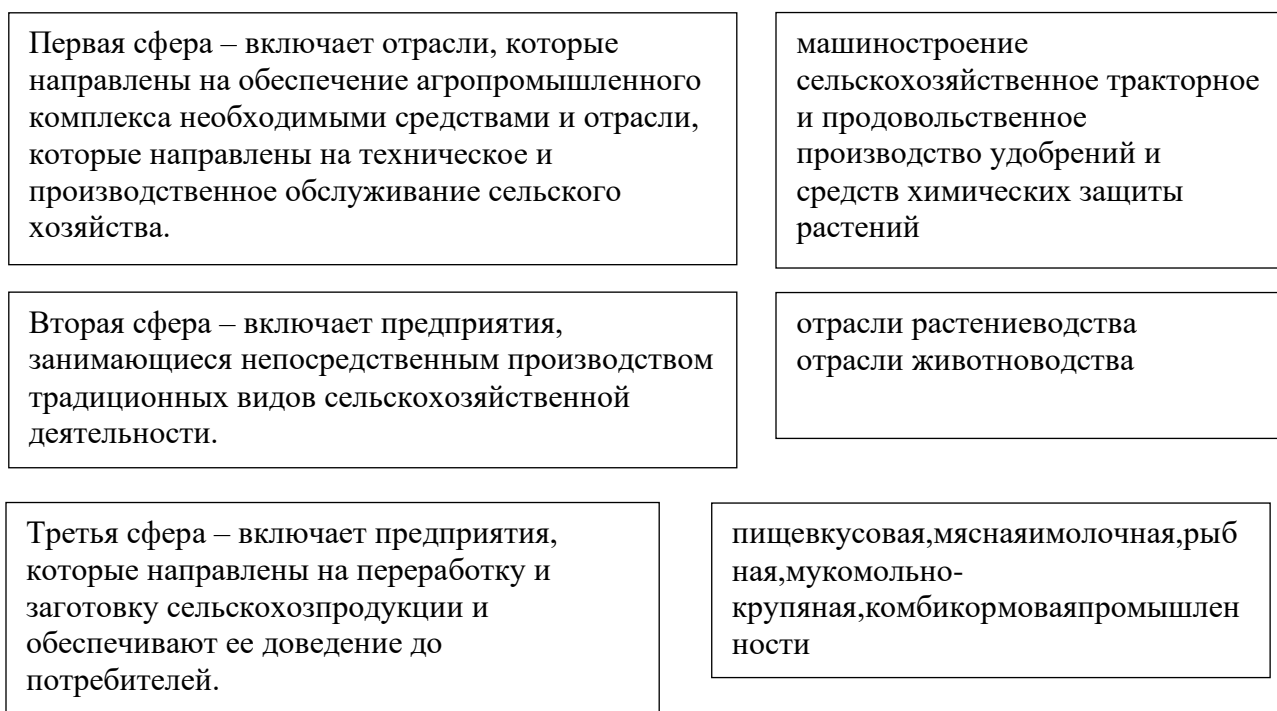 Первая сфера – включает отрасли, которые
направлены на обеспечение агропромышленного
комплекса необходимыми средствами и отрасли,
которые направлены на техническое и
производственное обслуживание сельского
хозяйства.
машиностроение
сельскохозяйственное тракторное
и продовольственное
производство удобрений и
средств химических защиты
растений
Вторая сфера – включает предприятия,
занимающиеся непосредственным производством
традиционных видов сельскохозяйственной
деятельности.
отрасли растениеводства
отрасли животноводства
Третья сфера – включает предприятия,
которые направлены на переработку и
заготовку сельскохозпродукции и
обеспечивают ее доведение до
потребителей.
пищевкусовая,мяснаяимолочная,рыб
ная,мукомольно-
крупяная,комбикормоваяпромышлен
ности